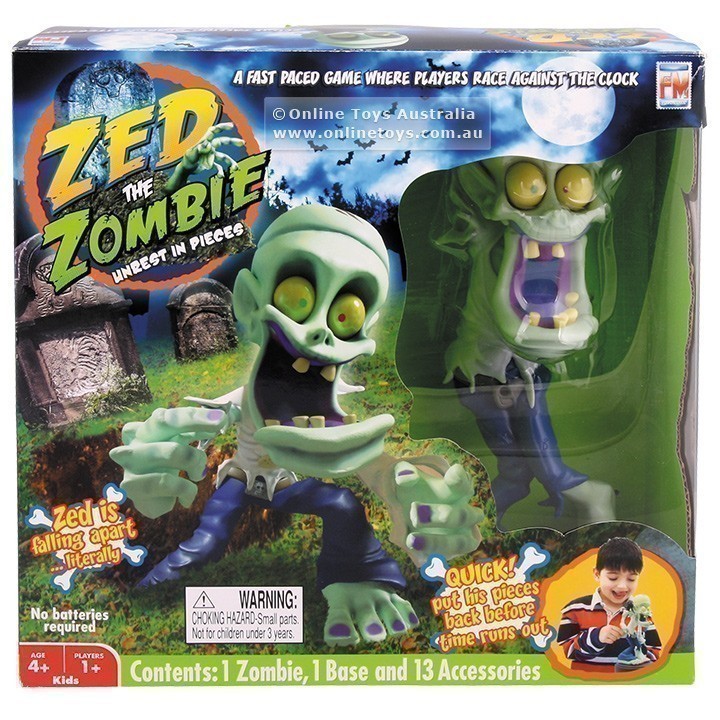 A FAST PACED GAME WHERE PLAYERS RACE AGAINST THE CLOCK
FM
© Online Toys Australia
www.onlinetoys.com.au
ZED
THE
ZOMBIE
UNREST IN PIECES
Zed is
falling apart
...literally
No batteries
required
WARNING:
CHOKING HAZARD-Small parts.
Not for children under 3 years.
QUICK!
put his pieces
back before
time runs out
AGE
4+
PLAYERS
1+
Kids
Contents: 1 Zombie, 1 Base and 13 Accessories